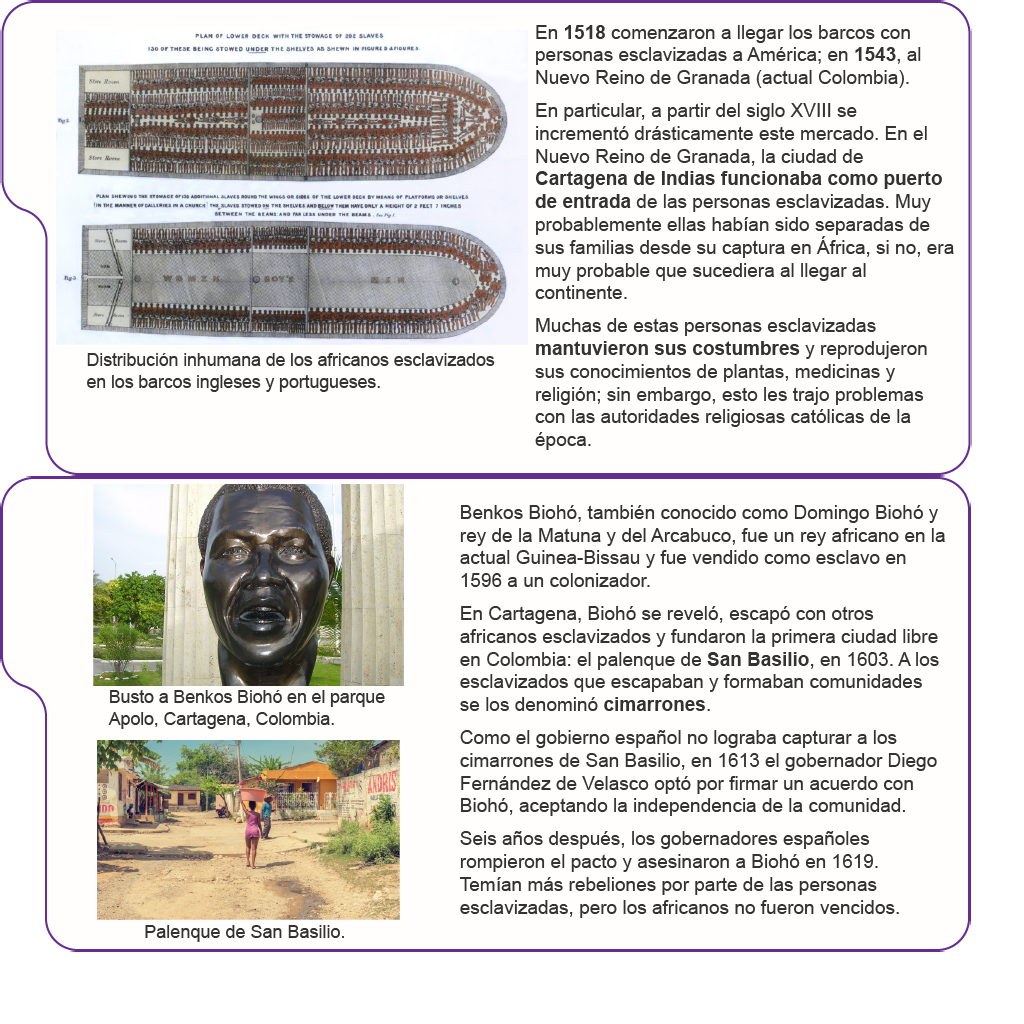 PLAN OF LOWER DECK WITH THE STOWAGE OF 292 SLAVES
130 OF THESE BEING STOWED UNDER THE SHELVES AS SHEWN IN FIGURE
Store Room
Store Room
PLAN SHEWING THE STOWAGE OF 130 ADDITIONAL SLAVES ROUND THE WINGS OR SIDES OF THE LOWER DECK BY MEANS OF PLATFORMS OR SHELVES
(IN THE MANNER OF GALLERIES IN A CHURCH) THE SLAVES STOWED ON THE SHELVES AND BELOW THEM HAVE ONLY A HEIGHT OF 2 FEET 7 INCHES
BETWEEN THE BEAMS AND FAR LESS UNDER THE BEAMS. See Fig 1.
WOMEN BOYS MEN
Distribución inhumana de los africanos esclavizados
en los barcos ingleses y portugueses.
En 1518 comenzaron a llegar los barcos con
personas esclavizadas a América; en 1543, al
Nuevo Reino de Granada (actual Colombia).
En particular, a partir del siglo XVIII se
incrementó drásticamente este mercado. En el
Nuevo Reino de Granada, la ciudad de
Cartagena de Indias funcionaba como puerto
de entrada de las personas esclavizadas. Muy
probablemente ellas habían sido separadas de
sus familias desde su captura en África, si no, era
muy probable que sucediera al llegar al
continente.
Muchas de estas personas esclavizadas
mantuvieron sus costumbres y reprodujeron
sus conocimientos de plantas, medicinas y
religión; sin embargo, esto les trajo problemas
con las autoridades religiosas católicas de la
época.
Busto a Benkos Biohó en el parque
Apolo, Cartagena, Colombia.
ANDRIS
Palenque de San Basilio.
Benkos Biohó, también conocido como Domingo Biohó y
rey de la Matuna y del Arcabuco, fue un rey africano en la
actual Guinea-Bissau y fue vendido como esclavo en
1596 a un colonizador.
En Cartagena, Biohó se reveló, escapó con otros
africanos esclavizados y fundaron la primera ciudad libre
en Colombia: el palenque de San Basilio, en 1603. A los
esclavizados que escapaban y formaban comunidades
se los denominó cimarrones.
Como el gobierno español no lograba capturar a los
cimarrones de San Basilio, en 1613 el gobernador Diego
Fernández de Velasco optó por firmar un acuerdo con
Biohó, aceptando la independencia de la comunidad.
Seis años después, los gobernadores españoles
rompieron el pacto y asesinaron a Biohó en 1619.
Temían más rebeliones por parte de las personas
esclavizadas, pero los africanos no fueron vencidos.